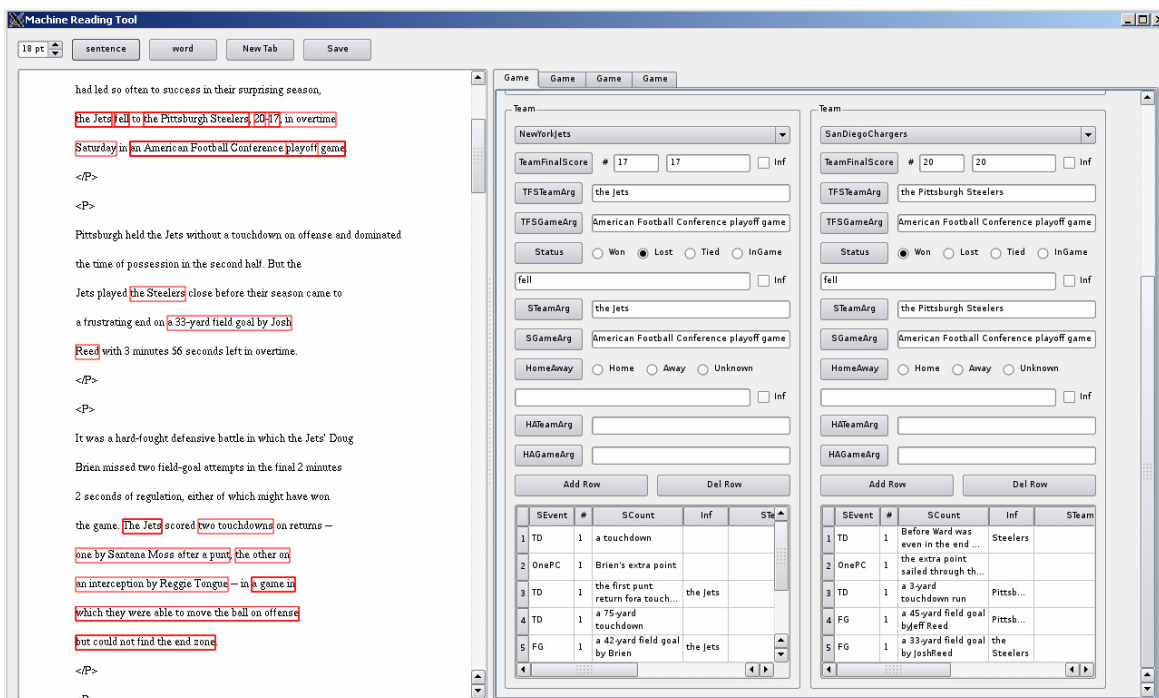 Machine Reading Tool
18 pt sentence word New Tab Save
had led so often to success in their surprising season,
the Jets fell to the Pittsburgh Steelers, 20-17, in overtime
Saturday in an American Football Conference playoff game.
</P>
<P>
Pittsburgh held the Jets without a touchdown on offense and dominated
the time of possession in the second half. But the
Jets played the Steelers close before their season came to
a frustrating end on a 33-yard field goal by Josh
Reed with 3 minutes 56 seconds left in overtime.
</P>
<P>
It was a hard-fought defensive battle in which the Jets' Doug
Brien missed two field-goal attempts in the final 2 minutes
2 seconds of regulation, either of which might have won
the game. The Jets scored two touchdowns on returns —
one by Santana Moss after a punt, the other on
an interception by Reggie Tongue — in a game in
which they were able to move the ball on offense
but could not find the end zone.
</P>
Game Game Game Game
Team
NewYorkJets
TeamFinalScore # 17 17 Inf
TFSTeamArg the Jets
TFSGameArg American Football Conference playoff game
Status Won Lost Tied InGame
fell Inf
STeamArg the Jets
SGameArg American Football Conference playoff game
HomeAway Home Away Unknown
Inf
HATeamArg
HAGameArg
Add Row Del Row
SEvent # SCount Inf STe
1 TD 1 a touchdown
2 OnePC 1 Brien's extra point
3 TD 1 the first punt return fora touch... the Jets
4 TD 1 a 75-yard touchdown
5 FG 1 a 42-yard field goal by Brien the Jets
Team
SanDiegoChargers
TeamFinalScore # 20 20 Inf
TFSTeamArg the Pittsburgh Steelers
TFSGameArg American Football Conference playoff game
Status Won Lost Tied InGame
fell Inf
STeamArg the Pittsburgh Steelers
SGameArg American Football Conference playoff game
HomeAway Home Away Unknown
Inf
HATeamArg
HAGameArg
Add Row Del Row
SEvent # SCount Inf STeam
1 TD 1 Before Ward was even in the end ... Steelers
2 OnePC 1 the extra point sailed through th...
3 TD 1 a 3-yard touchdown run Pittsb...
4 FG 1 a 45-yard field goal byJeff Reed Pittsb...
5 FG 1 a 33-yard field goal by JoshReed the Steelers